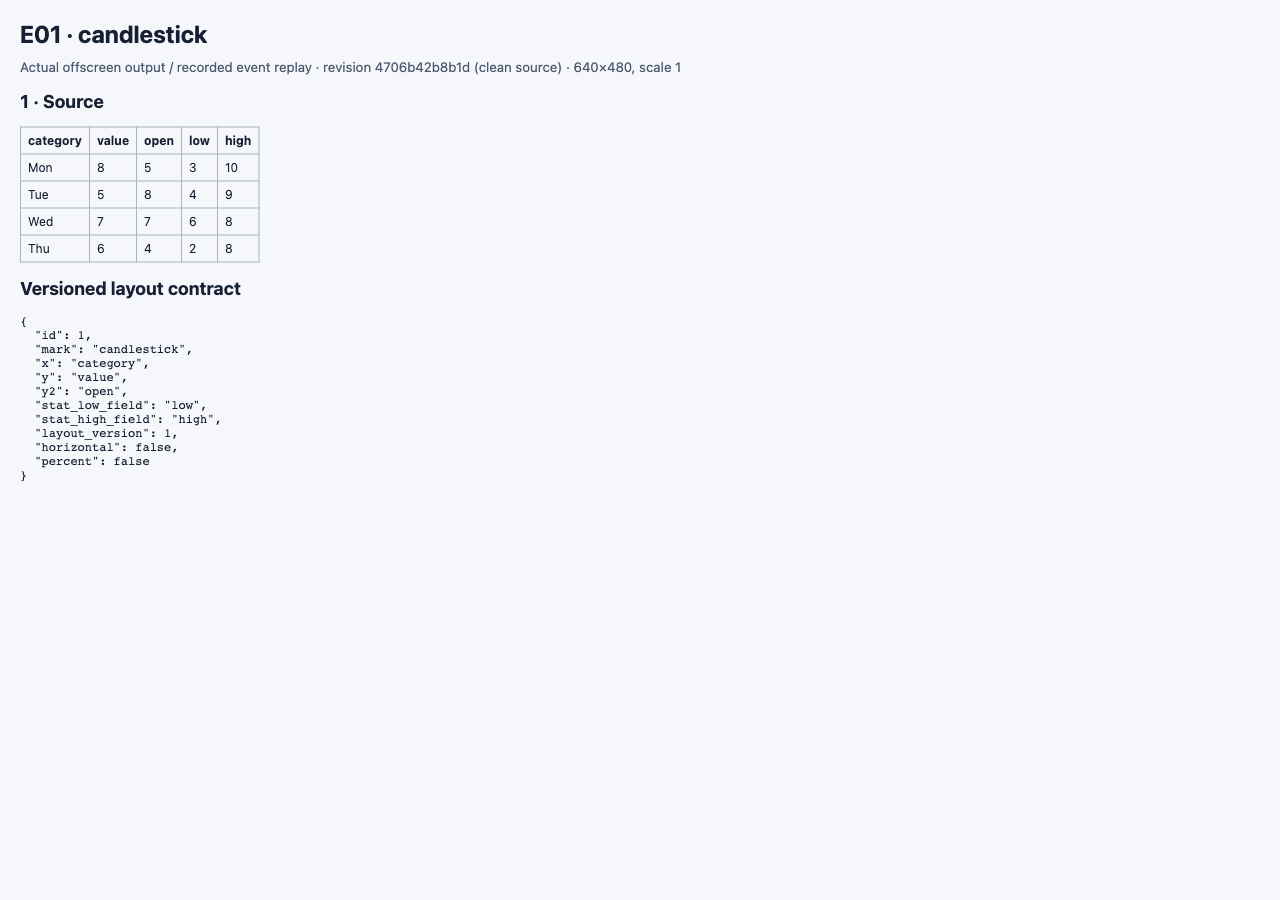 E01 · candlestick
Actual offscreen output / recorded event replay · revision 4706b42b8b1d (clean source) · 640×480, scale 1
1 · Source
category value open low high
Mon 8 5 3 10
Tue 5 8 4 9
Wed 7 7 6 8
Thu 6 4 2 8
Versioned layout contract
{
  "id": 1,
  "mark": "candlestick",
  "x": "category",
  "y": "value",
  "y2": "open",
  "stat_low_field": "low",
  "stat_high_field": "high",
  "layout_version": 1,
  "horizontal": false,
  "percent": false
}